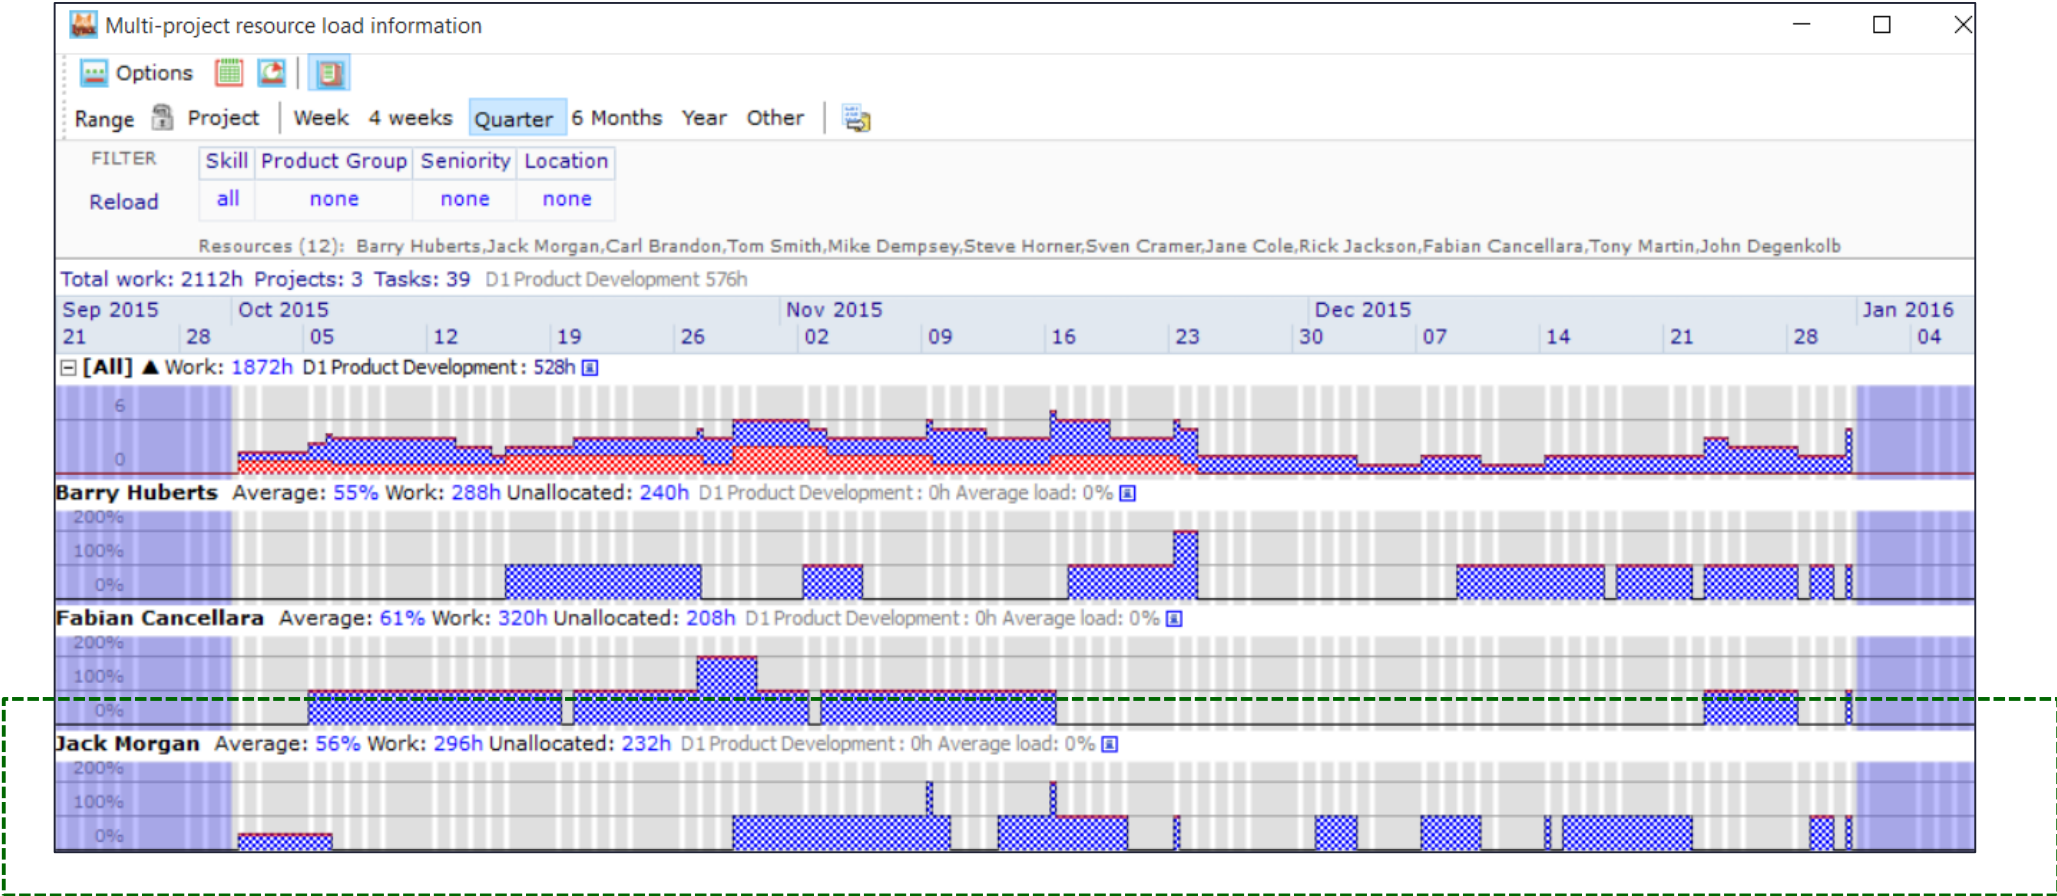 Multi-project resource load information
Options
Range Project Week 4 weeks Quarter 6 Months Year Other
FILTER Skill Product Group Seniority Location
Reload all none none none
Resources (12): Barry Huberts,Jack Morgan,Carl Brandon,Tom Smith,Mike Dempsey,Steve Horner,Sven Cramer,Jane Cole,Rick Jackson,Fabian Cancellara,Tony Martin,John Degenkolb
Total work: 2112h Projects: 3 Tasks: 39 D1 Product Development 576h
Sep 2015 Oct 2015 Nov 2015 Dec 2015 Jan 2016
21 28 05 12 19 26 02 09 16 23 30 07 14 21 28 04
[All] ▲ Work: 1872h D1 Product Development : 528h
6
0
Barry Huberts Average: 55% Work: 288h Unallocated: 240h D1 Product Development : 0h Average load: 0%
200%
100%
0%
Fabian Cancellara Average: 61% Work: 320h Unallocated: 208h D1 Product Development : 0h Average load: 0%
200%
100%
0%
Jack Morgan Average: 56% Work: 296h Unallocated: 232h D1 Product Development : 0h Average load: 0%
200%
100%
0%